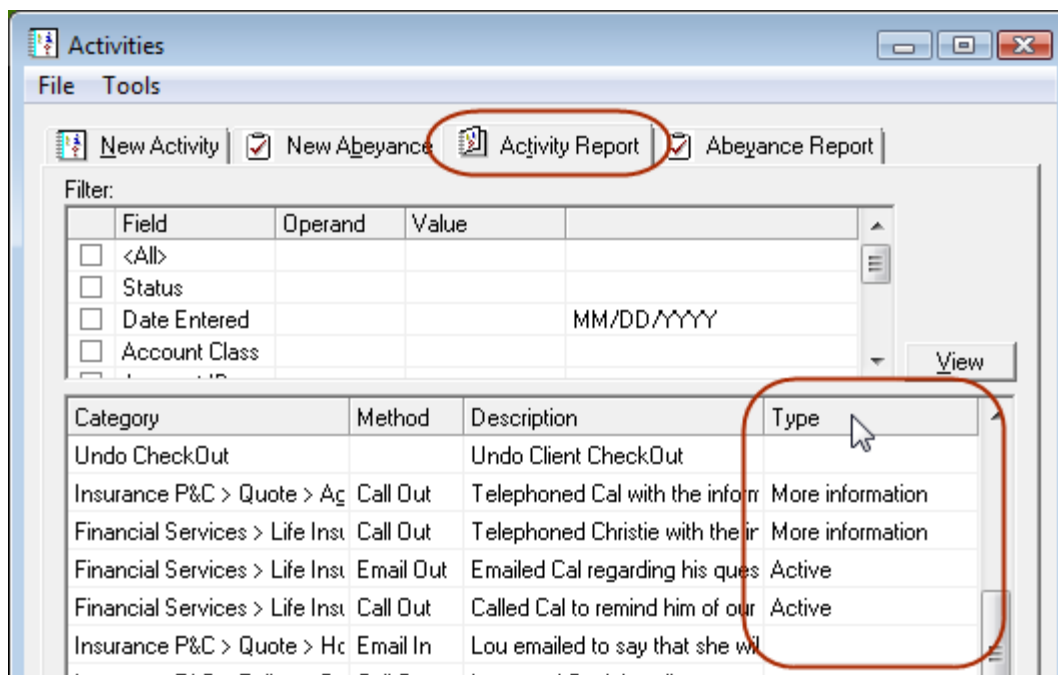 Activities
File Tools
New Activity New Abeyance Activity Report Abeyance Report
Filter:
Field Operand Value
<All>
Status
Date Entered MM/DD/YYYY
Account Class
View
Category Method Description Type
Undo CheckOut Undo Client CheckOut
Insurance P&C > Quote > Ag Call Out Telephoned Cal with the inform More information
Financial Services > Life Insu Call Out Telephoned Christie with the in More information
Financial Services > Life Insu Email Out Emailed Cal regarding his ques Active
Financial Services > Life Insu Call Out Called Cal to remind him of our Active
Insurance P&C > Quote > Ho Email In Lou emailed to say that she wil